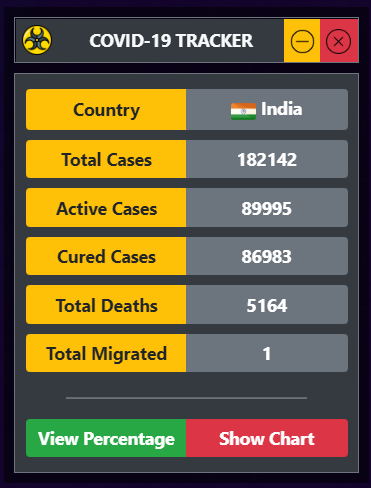 COVID-19 TRACKER
Country India
Total Cases 182142
Active Cases 89995
Cured Cases 86983
Total Deaths 5164
Total Migrated 1
View Percentage Show Chart